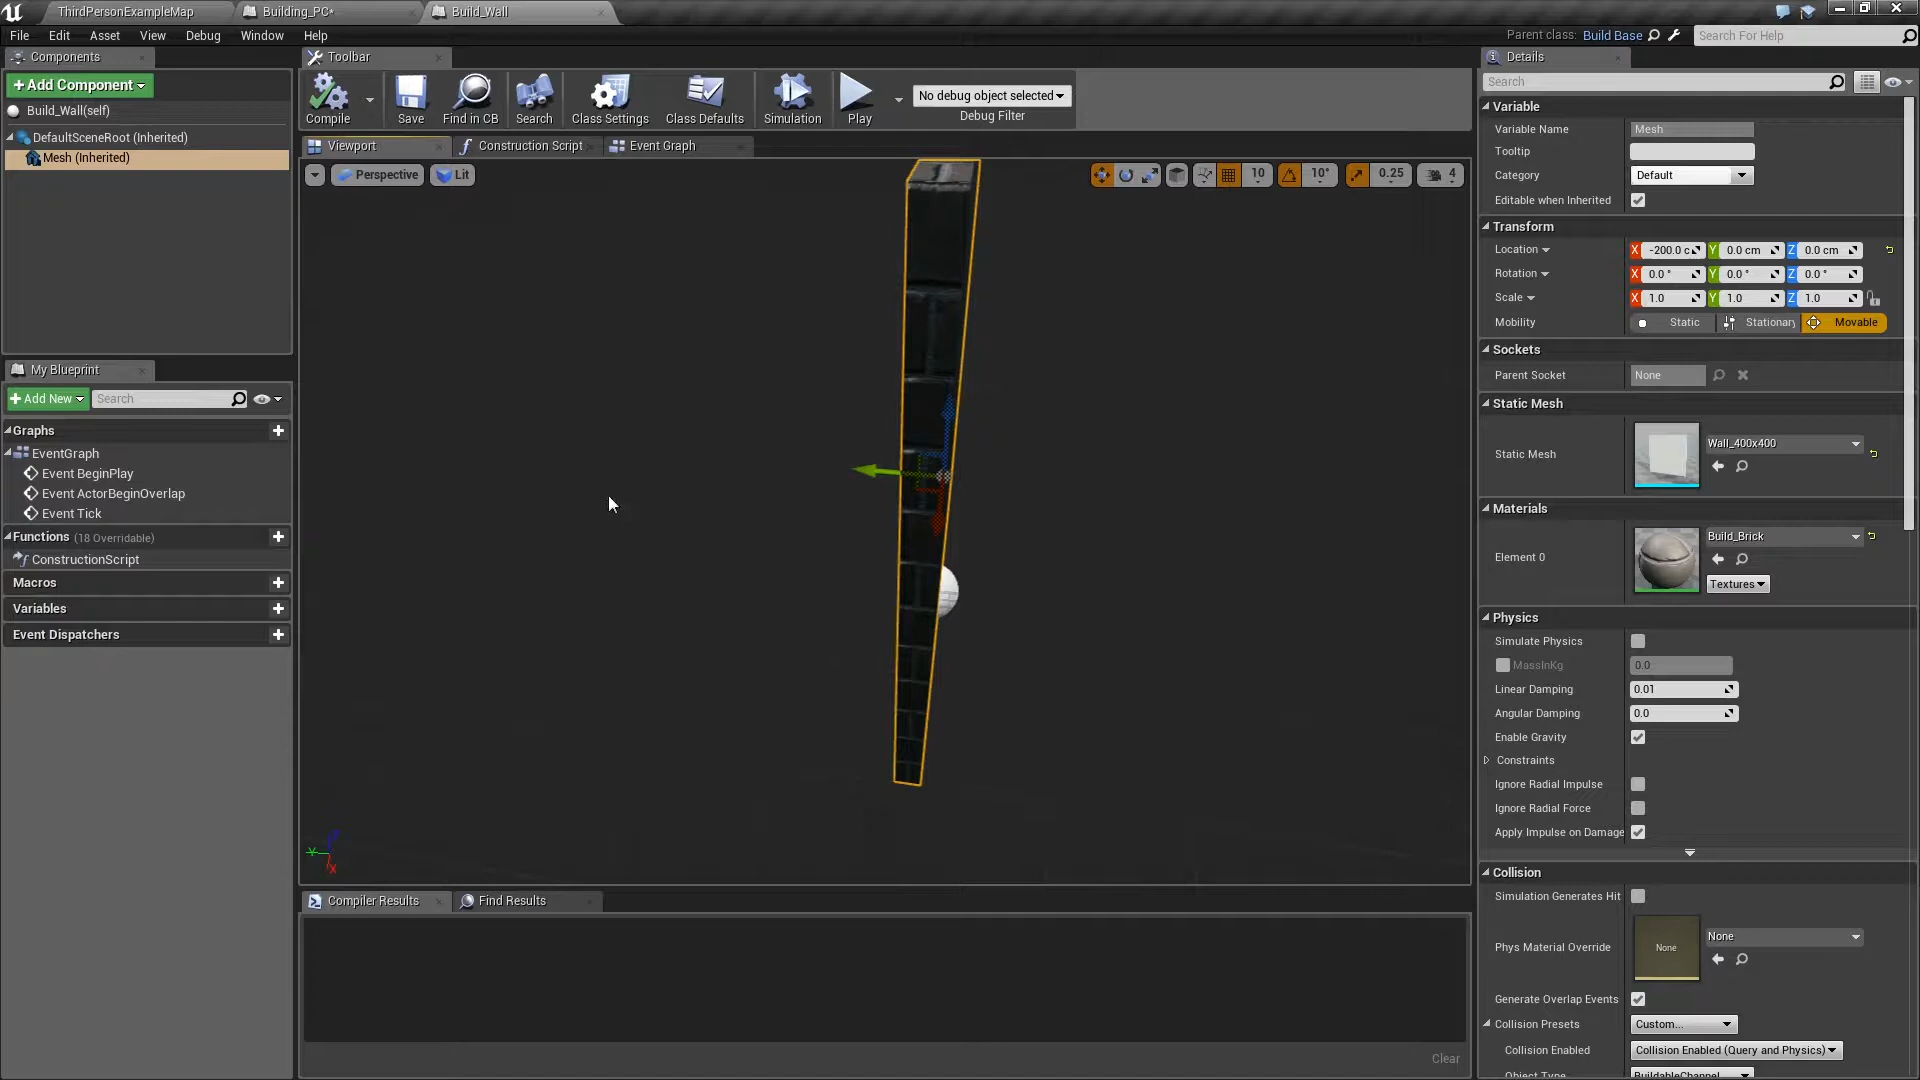 ThirdPersonExampleMap
Building_PC*
Build_Wall
File Edit Asset View Debug Window Help
Parent class: Build Base
Search For Help
Components
+Add Component
Build_Wall(self)
DefaultSceneRoot (Inherited)
Mesh (Inherited)
My Blueprint
+Add New
Search
Graphs
EventGraph
Event BeginPlay
Event ActorBeginOverlap
Event Tick
Functions (18 Overridable)
ConstructionScript
Macros
Variables
Event Dispatchers
Toolbar
Compile
Save
Find in CB
Search
Class Settings
Class Defaults
Simulation
Play
No debug object selected
Debug Filter
Viewport
Construction Script
Event Graph
Perspective
Lit
10
10°
0.25
4
Y
X
Compiler Results
Find Results
Clear
Details
Search
Variable
Variable Name Mesh
Tooltip
Category Default
Editable when Inherited
Transform
Location X -200.0 c Y 0.0 cm Z 0.0 cm
Rotation X 0.0 ° Y 0.0 ° Z 0.0 °
Scale X 1.0 Y 1.0 Z 1.0
Mobility Static Stationary Movable
Sockets
Parent Socket None
Static Mesh
Static Mesh Wall_400x400
Materials
Element 0 Build_Brick
Textures
Physics
Simulate Physics
MassInKg 0.0
Linear Damping 0.01
Angular Damping 0.0
Enable Gravity
Constraints
Ignore Radial Impulse
Ignore Radial Force
Apply Impulse on Damage
Collision
Simulation Generates Hit
Phys Material Override None None
Generate Overlap Events
Collision Presets Custom...
Collision Enabled Collision Enabled (Query and Physics)
Object Type BuildableChannel